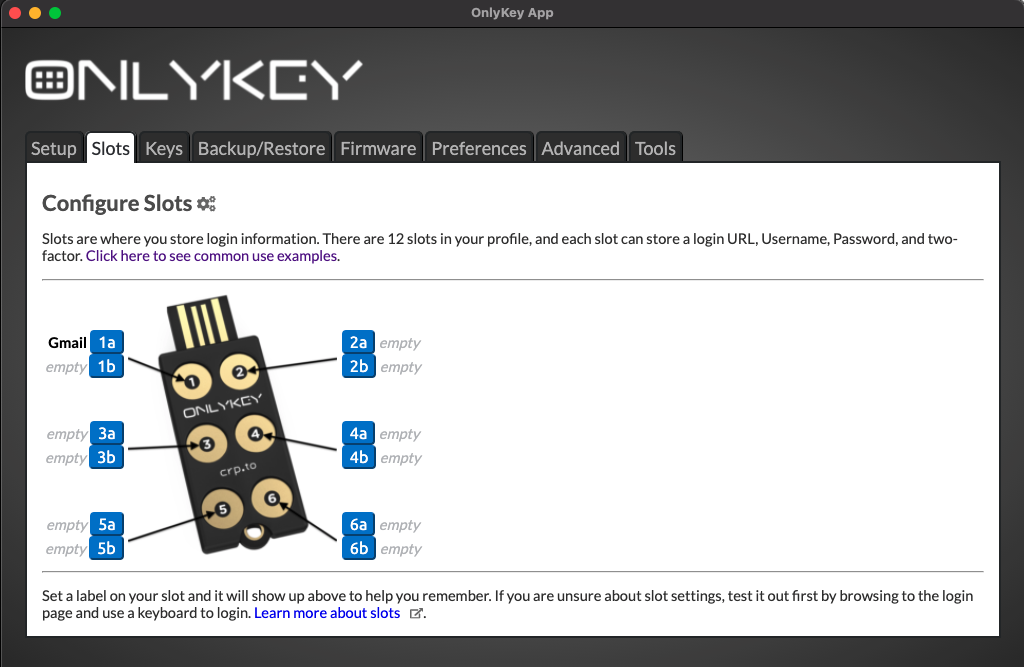 OnlyKey App
ONLYKEY
Setup Slots Keys Backup/Restore Firmware Preferences Advanced Tools
Configure Slots
Slots are where you store login information. There are 12 slots in your profile, and each slot can store a login URL, Username, Password, and two-
factor. Click here to see common use examples.
Gmail 1a
empty 1b
2a empty
2b empty
1 2
ONLYKEY
empty 3a
empty 3b
4a empty
4b empty
3 4
crp.to
empty 5a
empty 5b
6a empty
6b empty
5 6
Set a label on your slot and it will show up above to help you remember. If you are unsure about slot settings, test it out first by browsing to the login
page and use a keyboard to login. Learn more about slots .